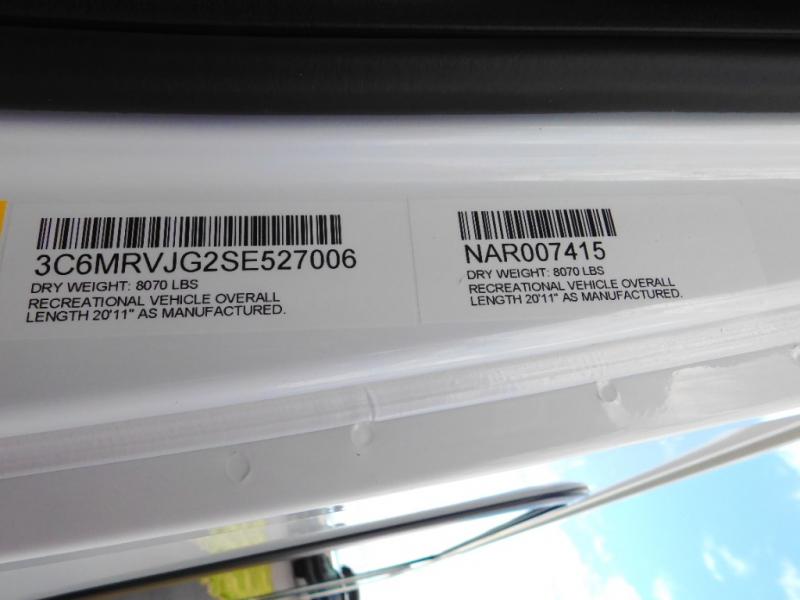 3C6MRVJG2SE527006
DRY WEIGHT: 8070 LBS
RECREATIONAL VEHICLE OVERALL
LENGTH 20'11" AS MANUFACTURED.
NAR007415
DRY WEIGHT: 8070 LBS
RECREATIONAL VEHICLE OVERALL
LENGTH 20'11" AS MANUFACTURED.